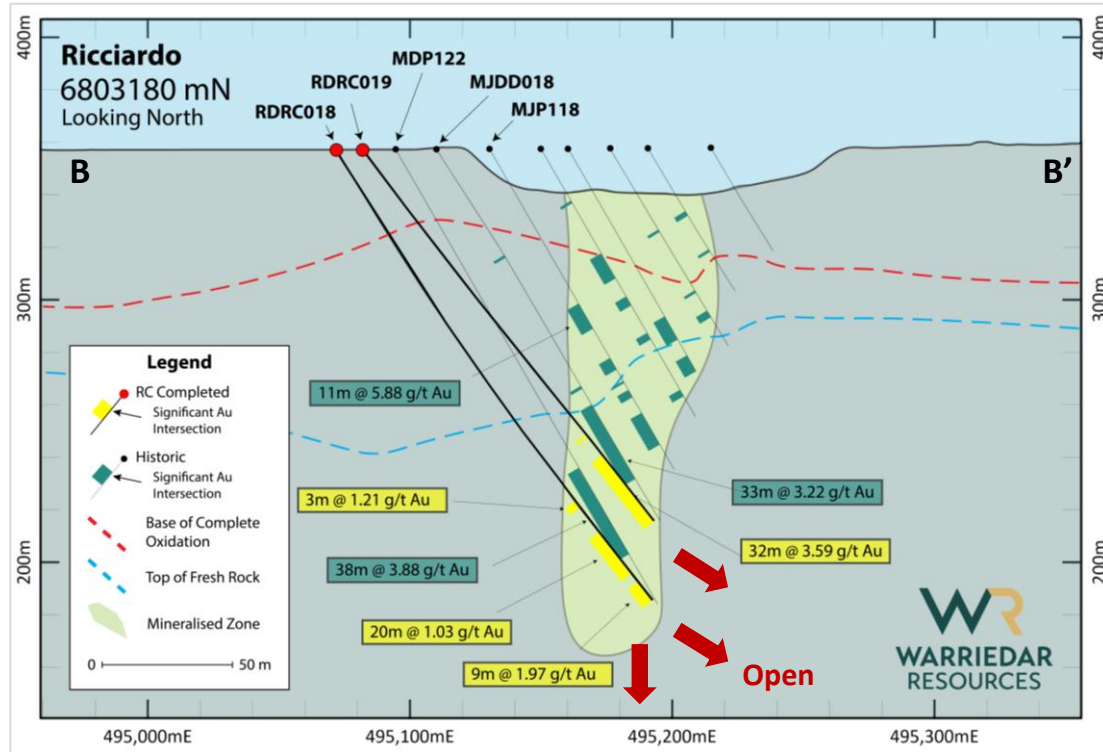 400m
400m
Ricciardo
6803180 mN
Looking North
MDP122
RDRC019
MJDD018
RDRC018
MJP118
B
B’
300m
300m
Legend
RC Completed
Significant Au
Intersection
Historic
Significant Au
Intersection
Base of Complete
Oxidation
Top of Fresh Rock
Mineralised Zone
0
50 m
11m @ 5.88 g/t Au
3m @ 1.21 g/t Au
33m @ 3.22 g/t Au
32m @ 3.59 g/t Au
38m @ 3.88 g/t Au
20m @ 1.03 g/t Au
9m @ 1.97 g/t Au
200m
200m
Open
WR
WARRIEDAR
RESOURCES
495,000mE
495,100mE
495,200mE
495,300mE